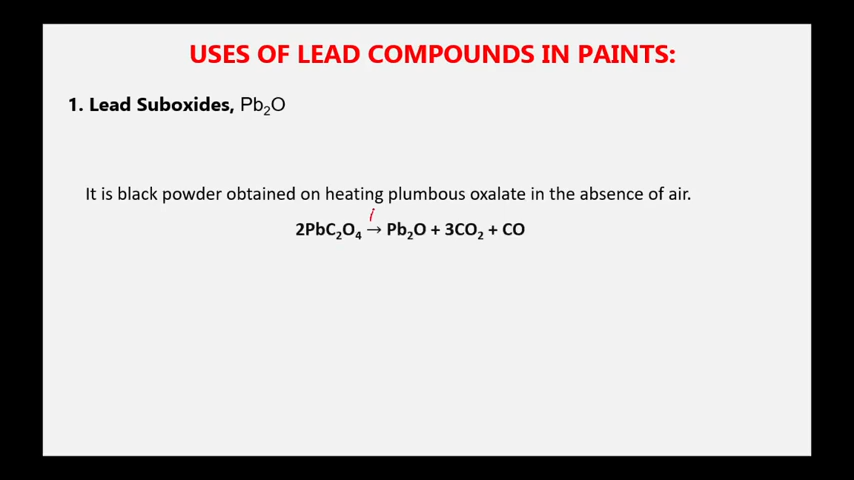 USES OF LEAD COMPOUNDS IN PAINTS:
1. Lead Suboxides, Pb₂O
It is black powder obtained on heating plumbous oxalate in the absence of air.
2PbC₂O₄ → Pb₂O + 3CO₂ + CO